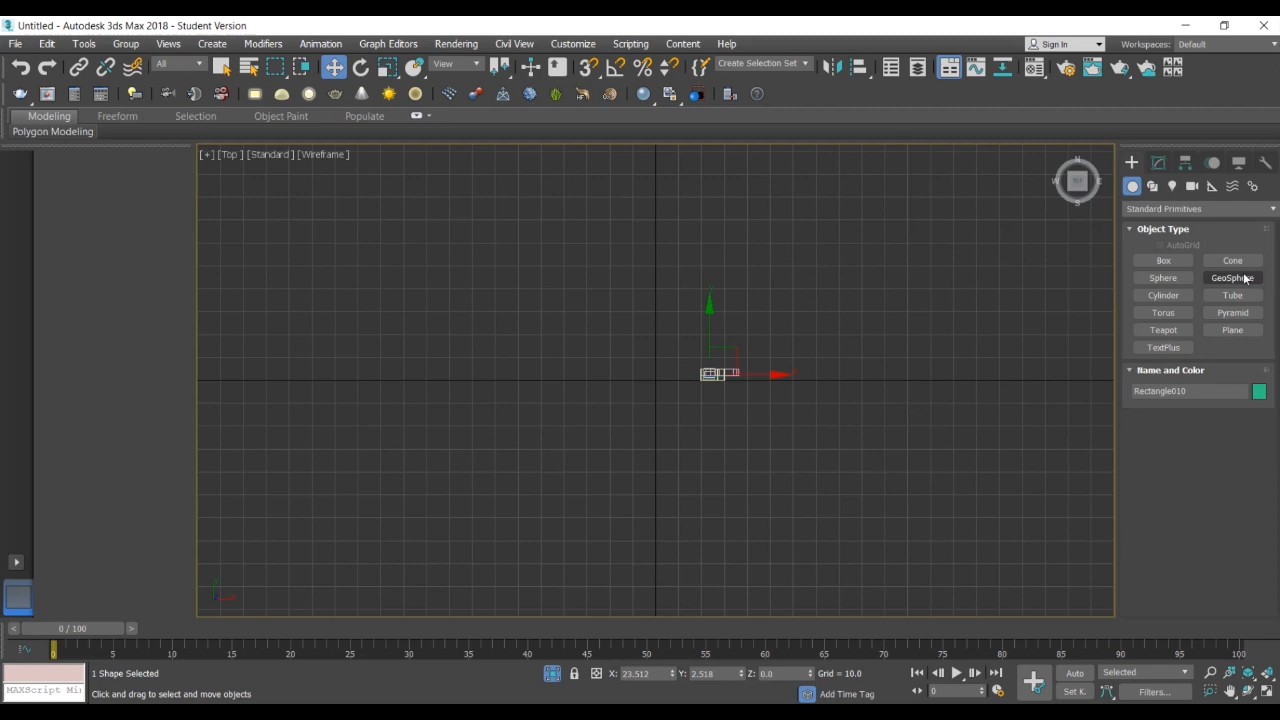 Untitled - Autodesk 3ds Max 2018 - Student Version
File Edit Tools Group Views Create Modifiers Animation Graph Editors Rendering Civil View Customize Scripting Content Help
Sign In Workspaces: Default
All View Create Selection Set
Modeling Freeform Selection Object Paint Populate
Polygon Modeling
[+] [Top ] [Standard ] [Wireframe ]
N
W E
S
Standard Primitives
Object Type
AutoGrid
Box Cone
Sphere GeoSphere
Cylinder Tube
Torus Pyramid
Teapot Plane
TextPlus
Name and Color
Rectangle010
< 0 / 100 >
0 5 10 15 20 25 30 35 40 45 50 55 60 65 70 75 80 85 90 95 100
1 Shape Selected X: 23.512 Y: 2.518 Z: 0.0 Grid = 10.0 Auto Selected
MAXScript Mi Click and drag to select and move objects Add Time Tag 0 Set K. Filters...